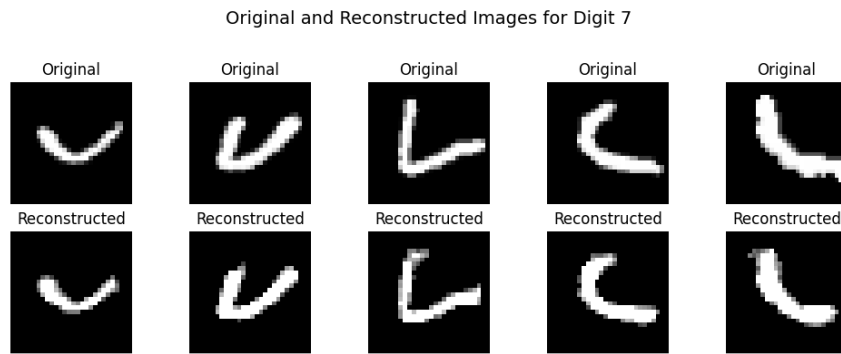 Original and Reconstructed Images for Digit 7
Original Original Original Original Original
Reconstructed Reconstructed Reconstructed Reconstructed Reconstructed